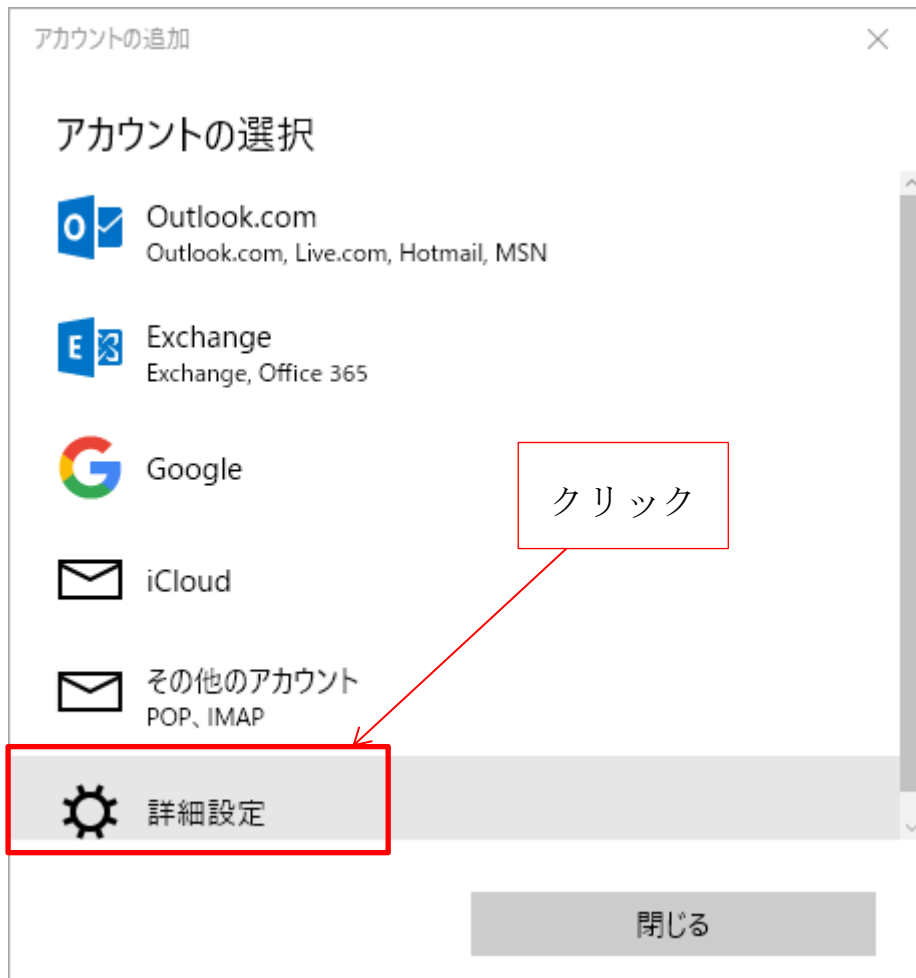 アカウントの追加
アカウントの選択
Outlook.com
Outlook.com, Live.com, Hotmail, MSN
Exchange
Exchange, Office 365
Google
クリック
iCloud
その他のアカウント
POP、IMAP
詳細設定
閉じる